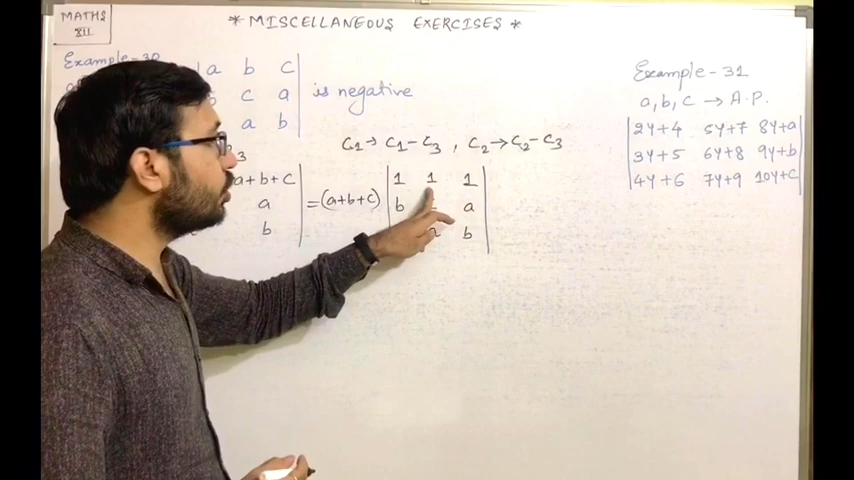 MATHS
XII
* MISCELLANEOUS EXERCISES *
Example-30
a b c
b c a
a b
is negative
C1 → C1-C3 , C2 → C2-C3
3
a+b+c
a
b
=(a+b+c)
1 1 1
b a
a b
Example-31
a,b,c → A.P.
2y+4 5y+7 8y+a
3y+5 6y+8 9y+b
4y+6 7y+9 10y+c